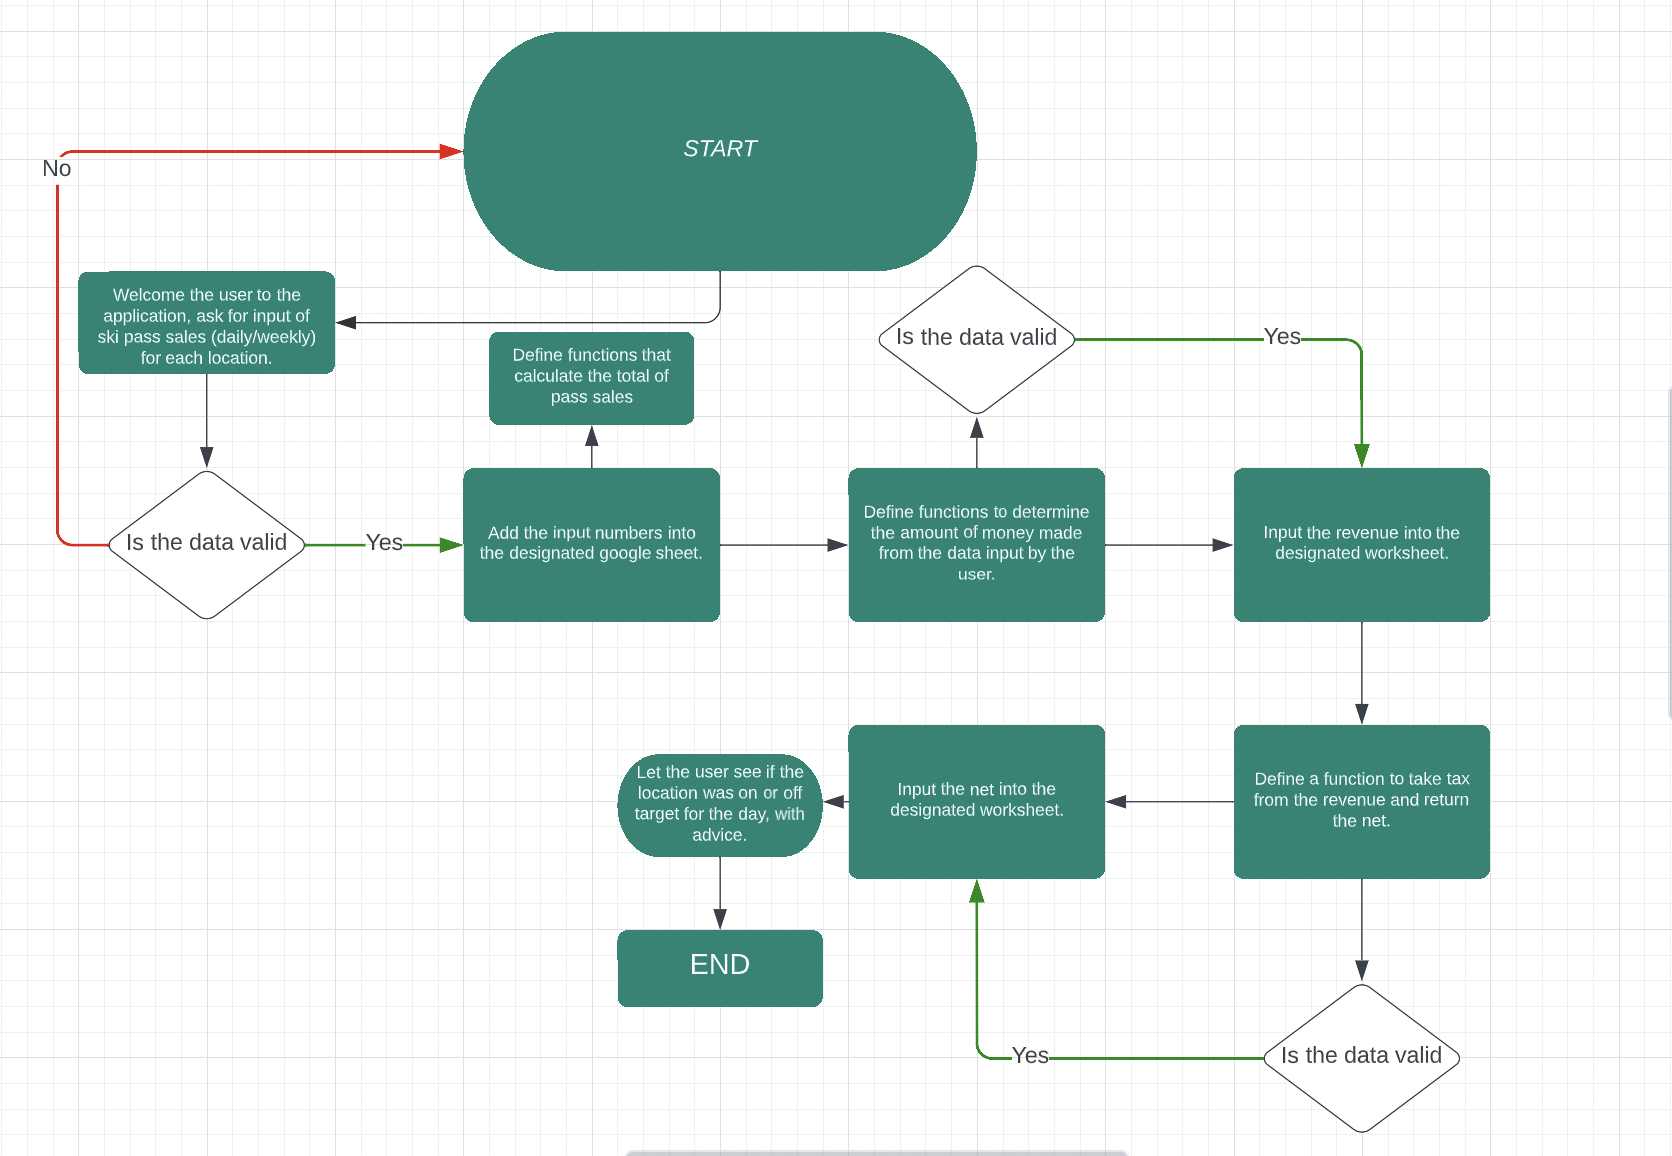 START
No
Welcome the user to the
application, ask for input of
ski pass sales (daily/weekly)
for each location.
Define functions that
calculate the total of
pass sales
Is the data valid
Yes
Is the data valid
Yes
Add the input numbers into
the designated google sheet.
Define functions to determine
the amount of money made
from the data input by the
user.
Input the revenue into the
designated worksheet.
Let the user see if the
location was on or off
target for the day, with
advice.
Input the net into the
designated worksheet.
Define a function to take tax
from the revenue and return
the net.
END
Yes
Is the data valid